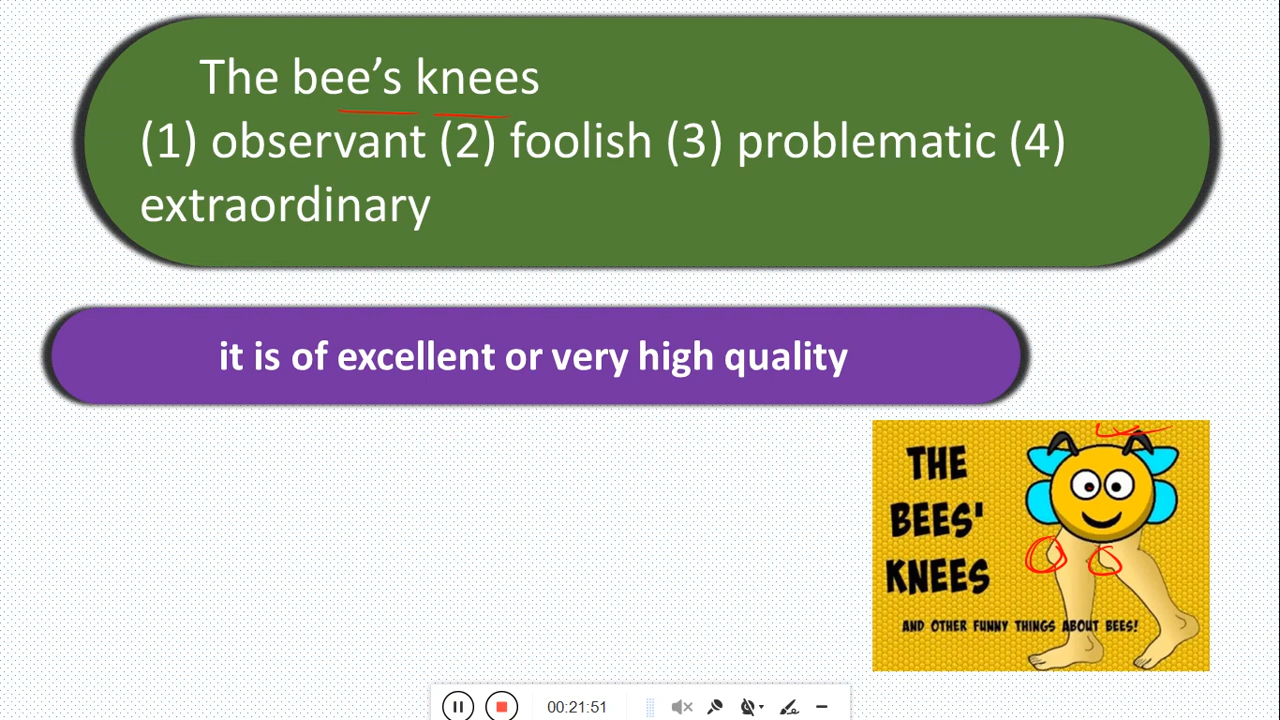 The bee’s knees
(1) observant (2) foolish (3) problematic (4)
extraordinary
it is of excellent or very high quality
THE
BEES'
KNEES
AND OTHER FUNNY THINGS ABOUT BEES!
00:21:51